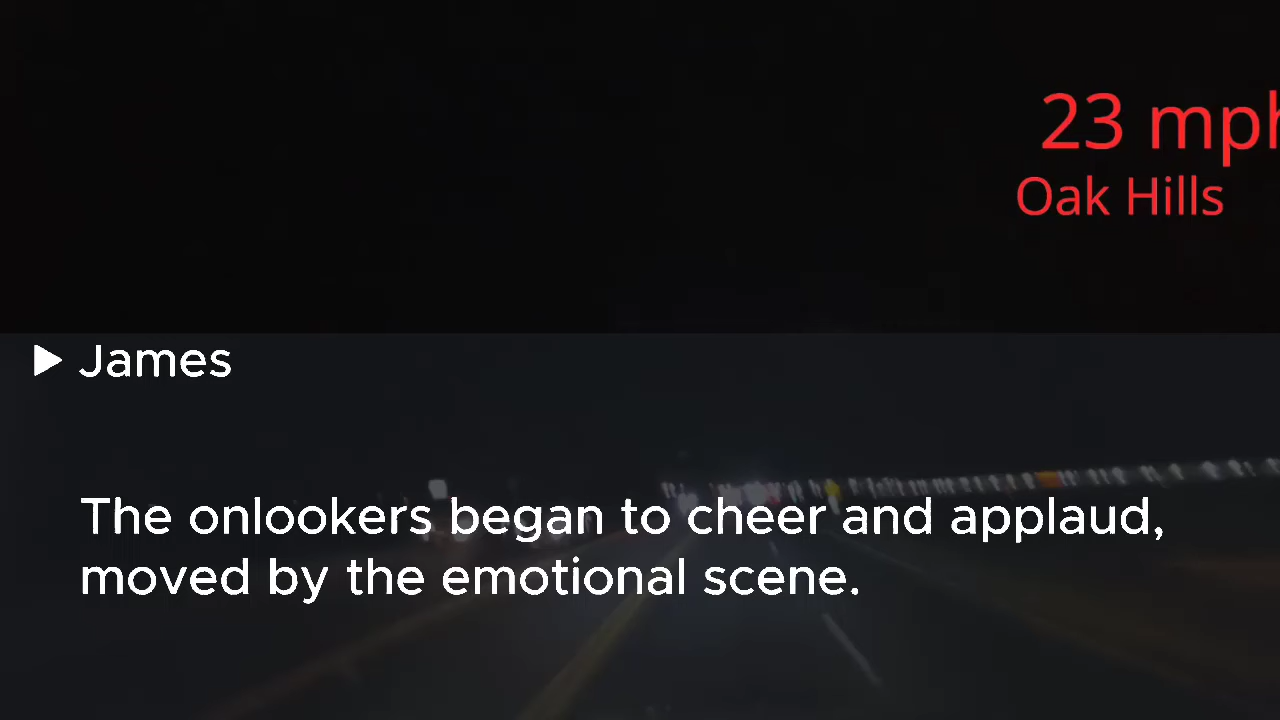 23 mph
Oak Hills
James
The onlookers began to cheer and applaud,
moved by the emotional scene.